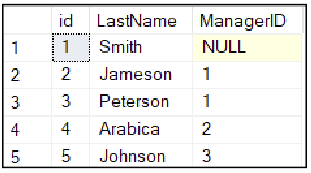 id LastName ManagerID
1 1 Smith NULL
2 2 Jameson 1
3 3 Peterson 1
4 4 Arabica 2
5 5 Johnson 3